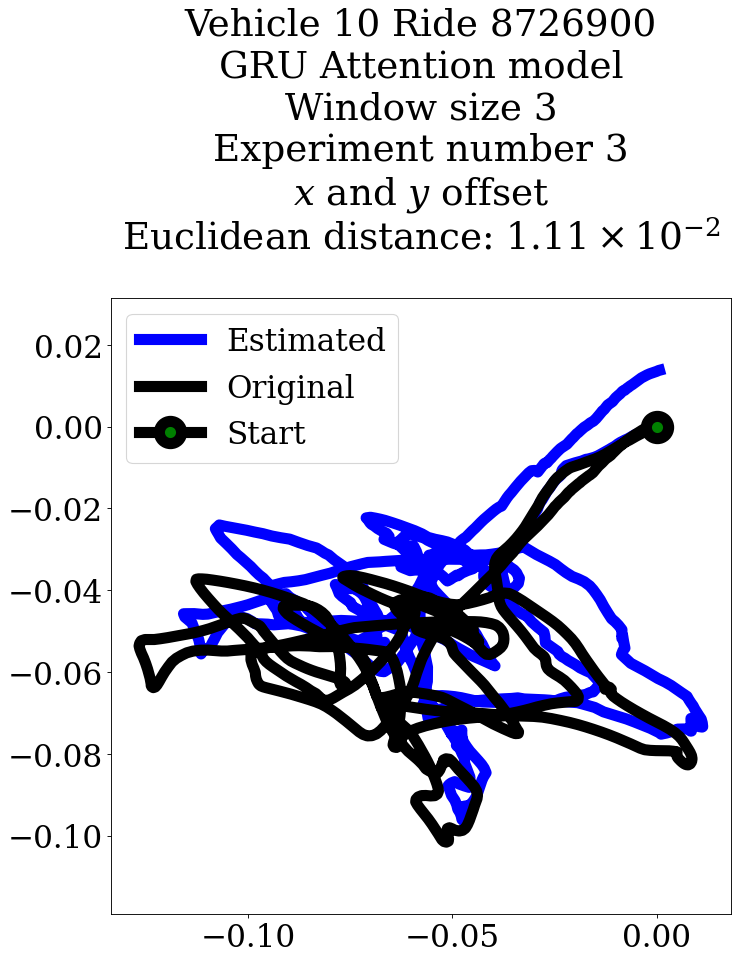 Vehicle 10 Ride 8726900
GRU Attention model
Window size 3
Experiment number 3
x and y offset
Euclidean distance: 1.11 × 10⁻²
Estimated
Original
Start
0.02
0.00
−0.02
−0.04
−0.06
−0.08
−0.10
−0.10 −0.05 0.00